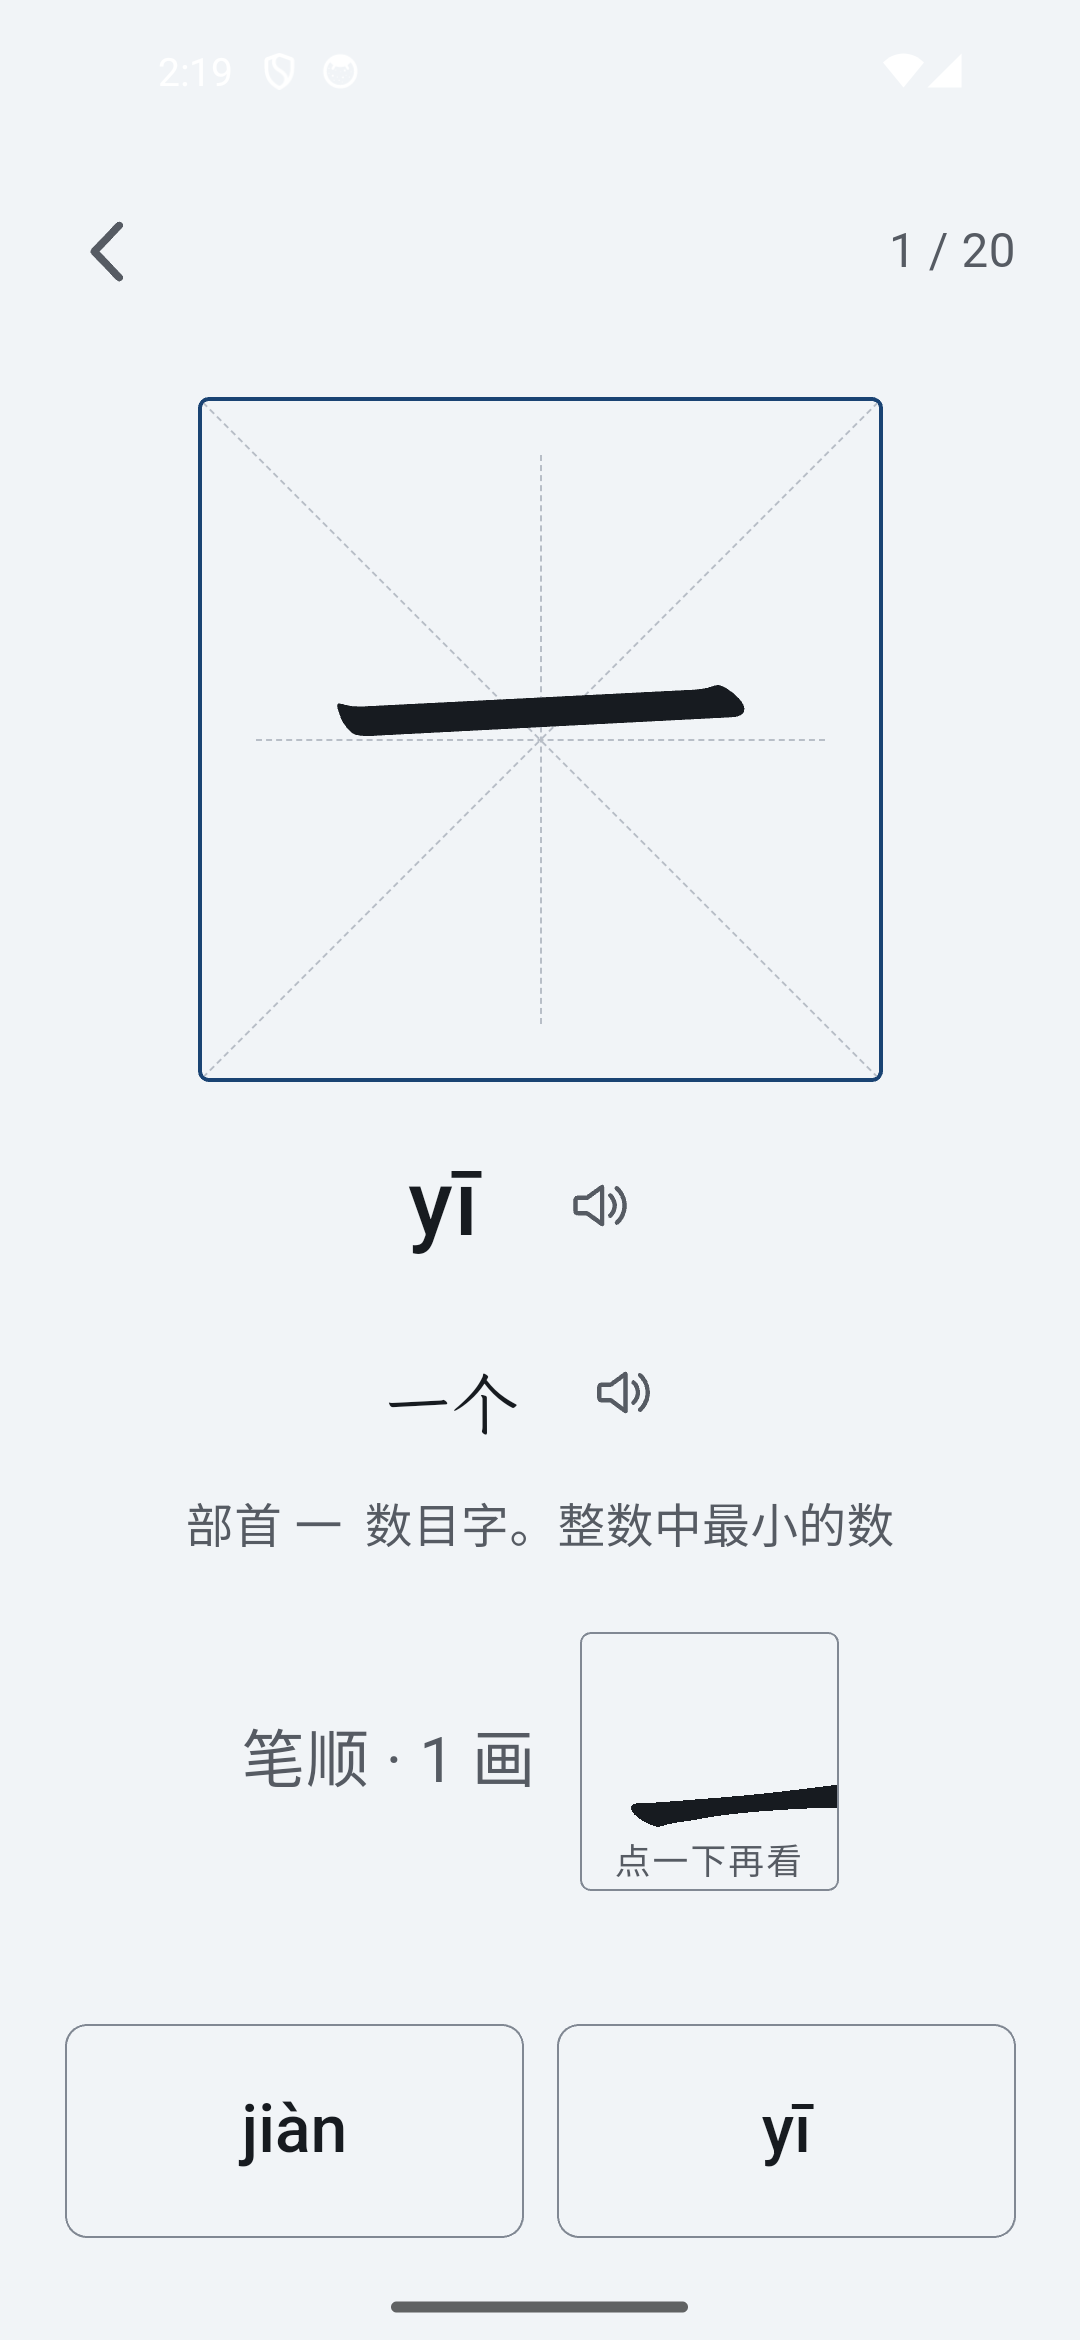 2:19
1 / 20
一
yī
一个
部首 一 数目字。整数中最小的数
笔顺 · 1 画
点一下再看
jiàn
yī